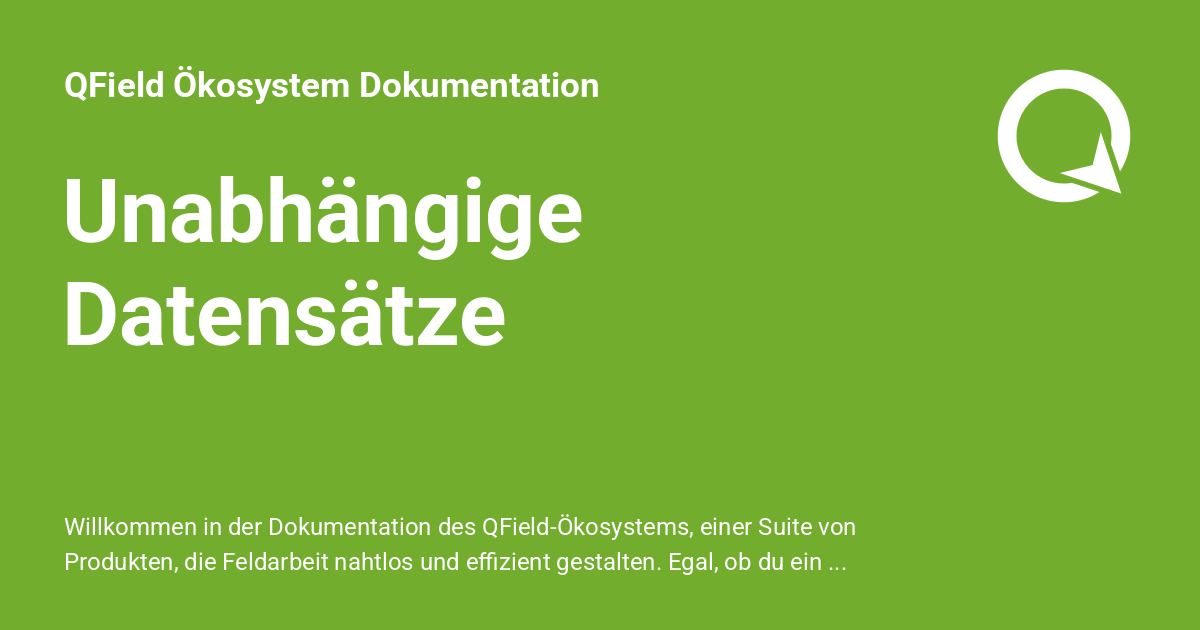 QField Ökosystem Dokumentation
Unabhängige
Datensätze
Willkommen in der Dokumentation des QField-Ökosystems, einer Suite von
Produkten, die Feldarbeit nahtlos und effizient gestalten. Egal, ob du ein ...